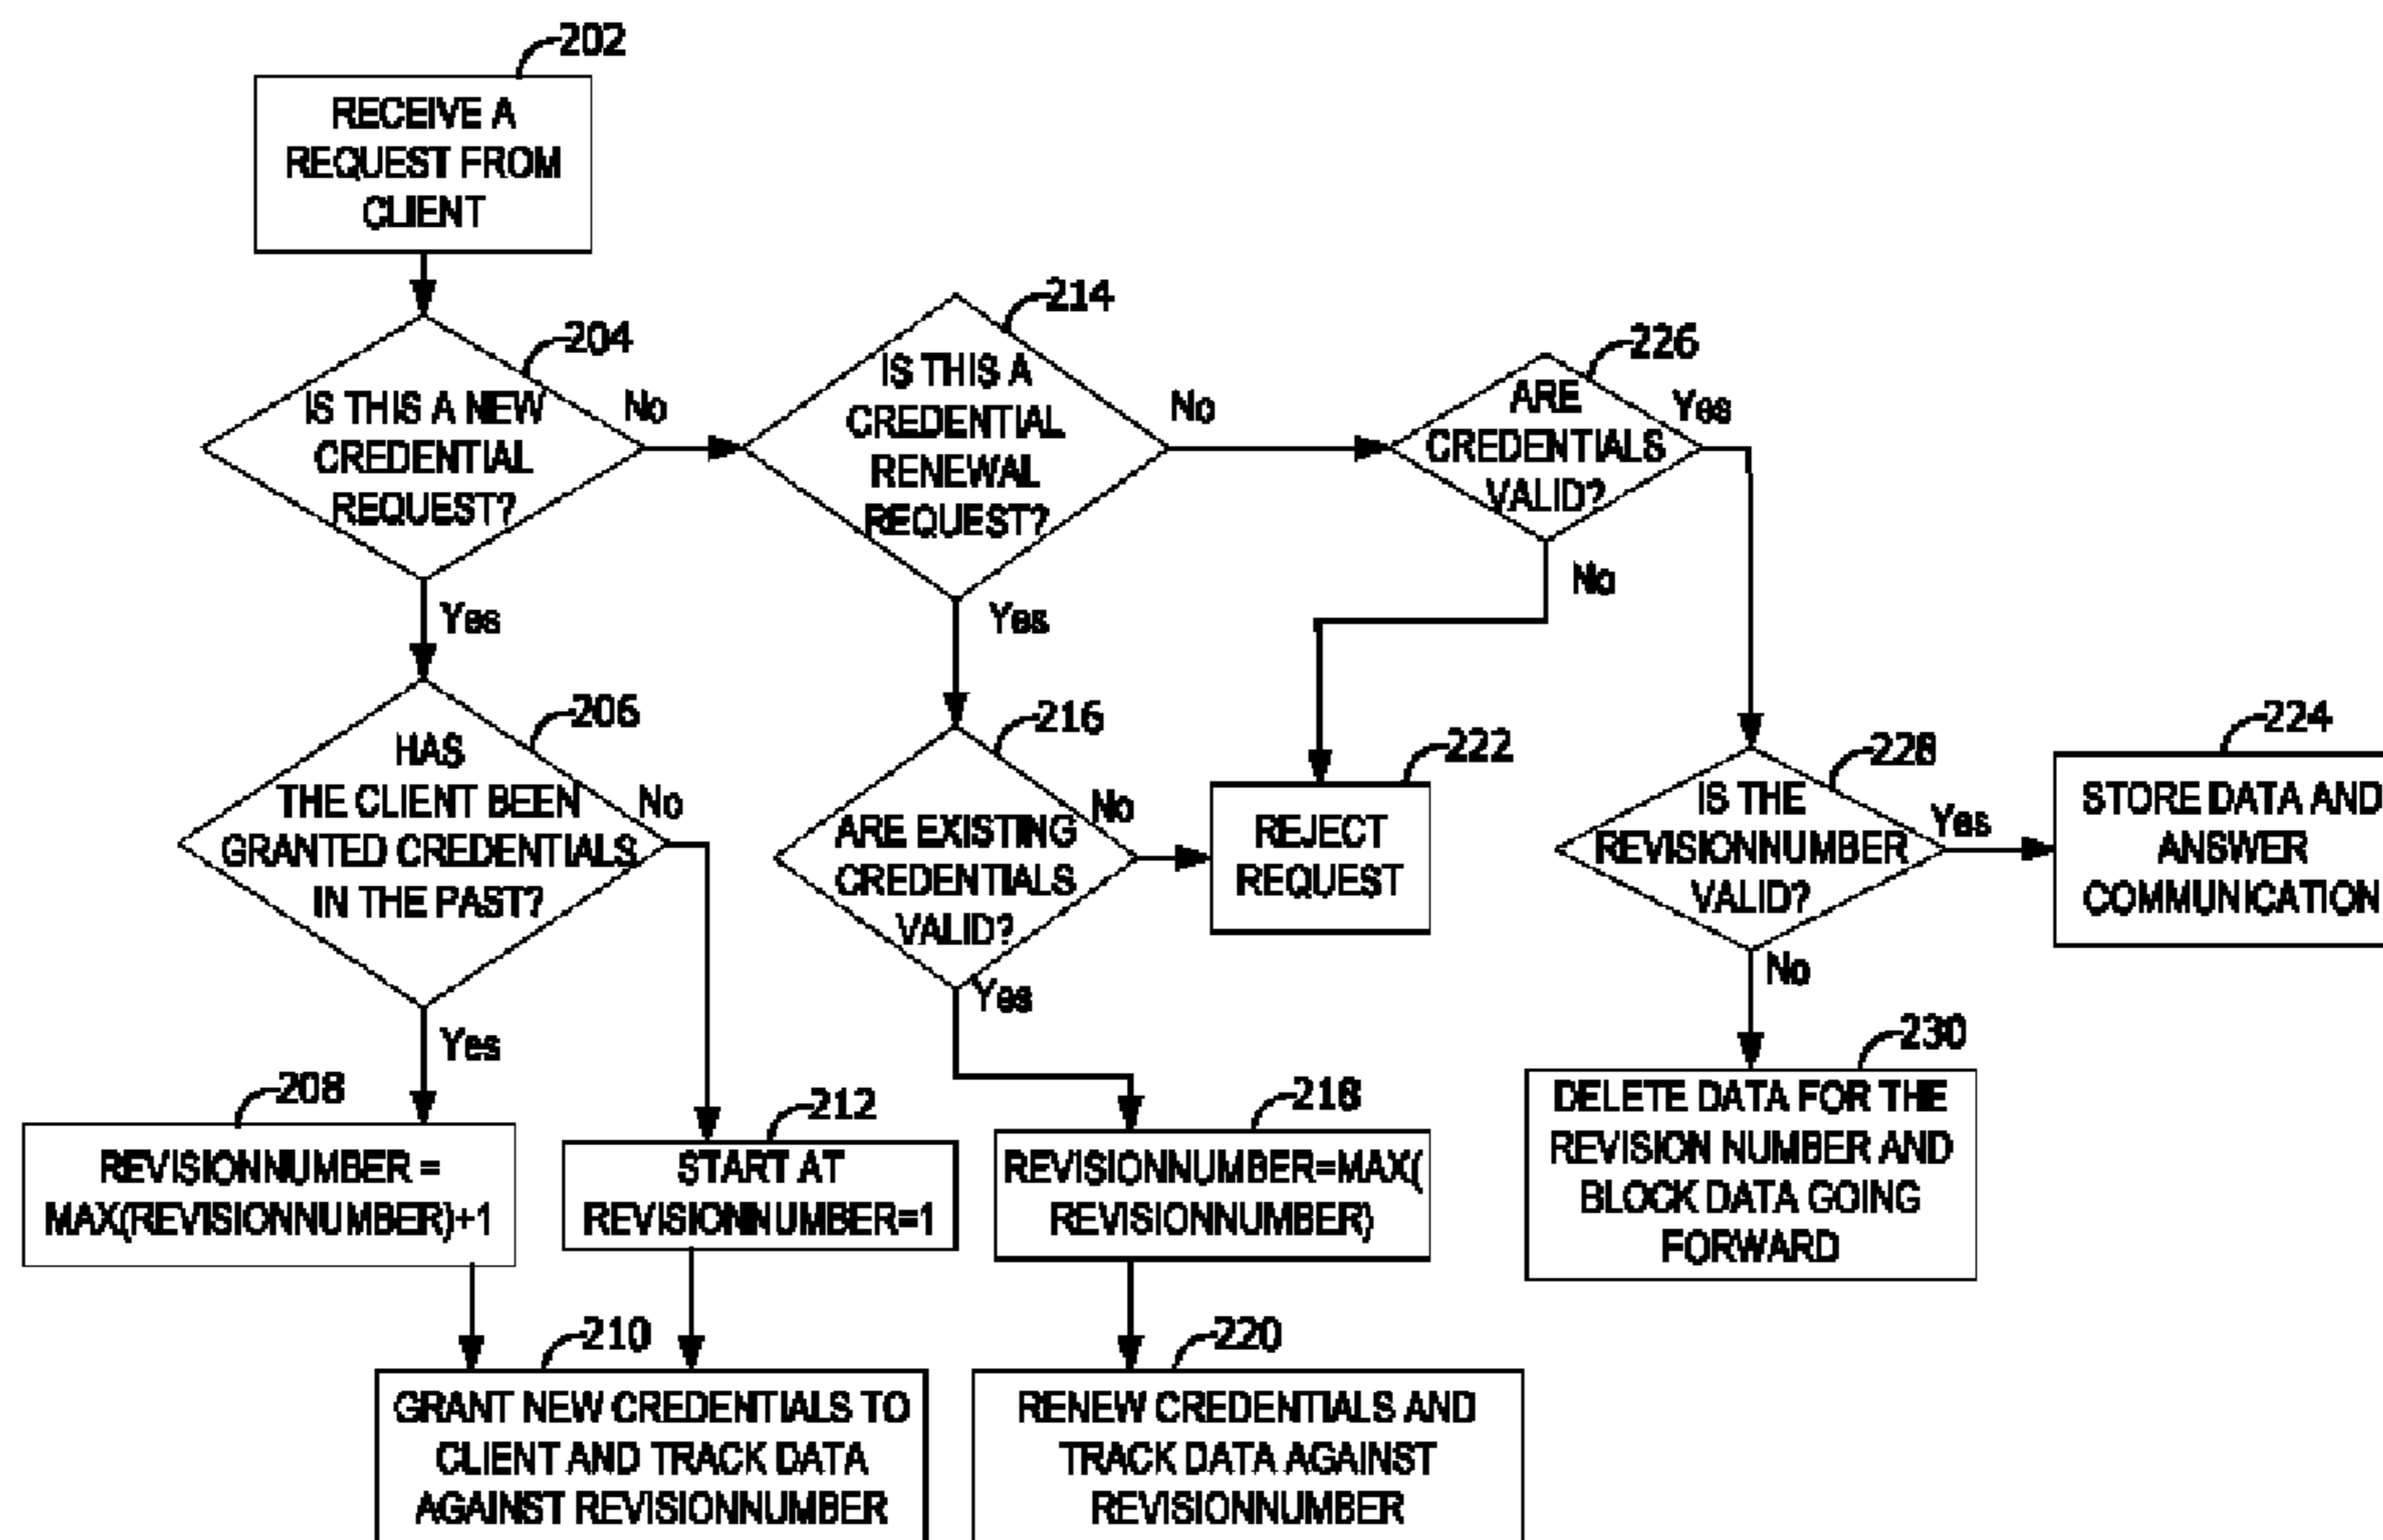 202
RECEIVE A
REQUEST FROM
CLIENT
204
IS THIS A NEW
CREDENTIAL
REQUEST?
No
Yes
214
IS THIS A
CREDENTIAL
RENEWAL
REQUEST?
No
Yes
226
ARE
CREDENTIALS
VALID?
Yes
No
206
HAS
THE CLIENT BEEN
GRANTED CREDENTIALS
IN THE PAST?
No
Yes
216
ARE EXISTING
CREDENTIALS
VALID?
No
Yes
222
REJECT
REQUEST
228
IS THE
REVISIONNUMBER
VALID?
Yes
No
224
STORE DATA AND
ANSWER
COMMUNICATION
208
REVISIONNUMBER =
MAX(REVISIONNUMBER)+1
212
START AT
REVISIONNUMBER=1
218
REVISIONNUMBER=MAX(
REVISIONNUMBER)
230
DELETE DATA FOR THE
REVISION NUMBER AND
BLOCK DATA GOING
FORWARD
210
GRANT NEW CREDENTIALS TO
CLIENT AND TRACK DATA
AGAINST REVISIONNUMBER
220
RENEW CREDENTIALS AND
TRACK DATA AGAINST
REVISIONNUMBER